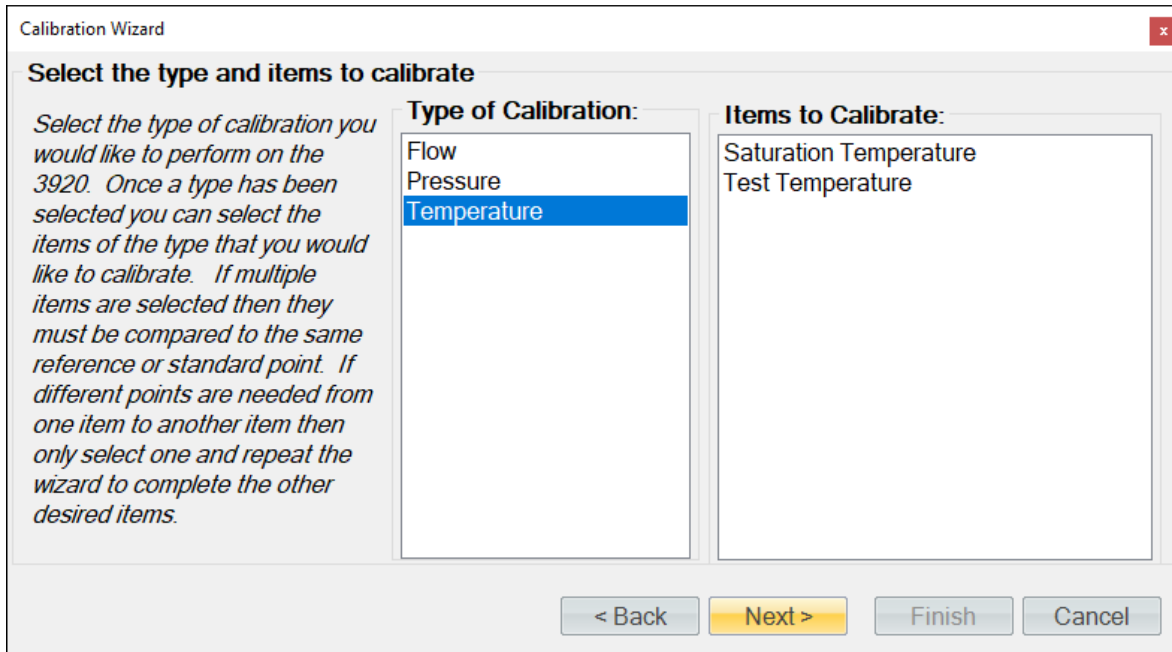 Calibration Wizard
x
Select the type and items to calibrate
Select the type of calibration you
would like to perform on the
3920.  Once a type has been
selected you can select the
items of the type that you would
like to calibrate.   If multiple
items are selected then they
must be compared to the same
reference or standard point.  If
different points are needed from
one item to another item then
only select one and repeat the
wizard to complete the other
desired items.
Type of Calibration:
Flow
Pressure
Temperature
Items to Calibrate:
Saturation Temperature
Test Temperature
< Back
Next >
Finish
Cancel